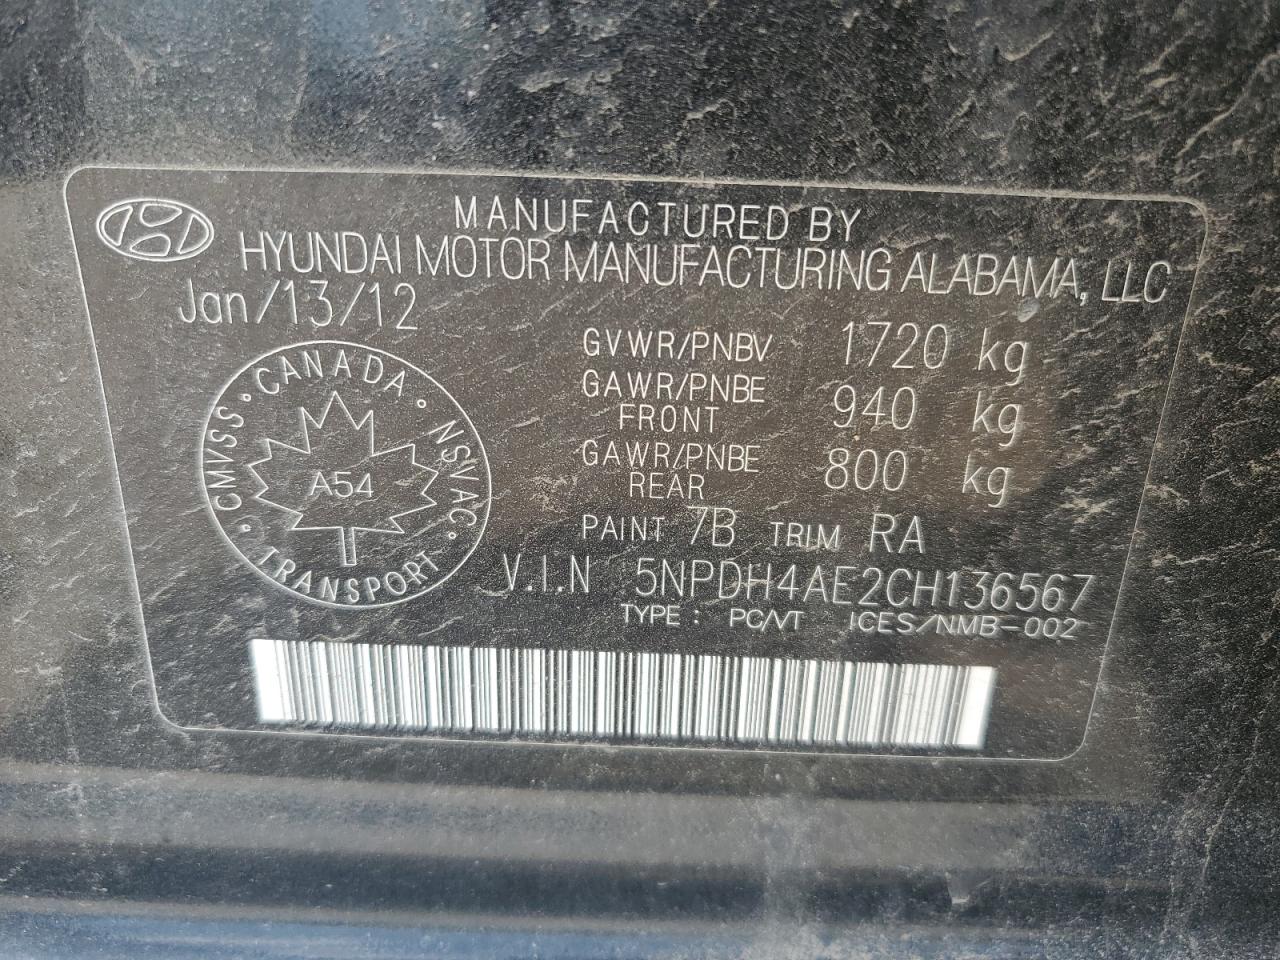 MANUFACTURED BY
HYUNDAI MOTOR MANUFACTURING ALABAMA, LLC
Jan/13/12
GVWR/PNBV 1720 kg
GAWR/PNBE FRONT 940 kg
GAWR/PNBE REAR 800 kg
PAINT 7B TRIM RA
V.I.N 5NPDH4AE2CH136567
TYPE : PC/VT ICES/NMB-002
CANADA · NSVAC · TRANSPORT · CMVSS ·
A54